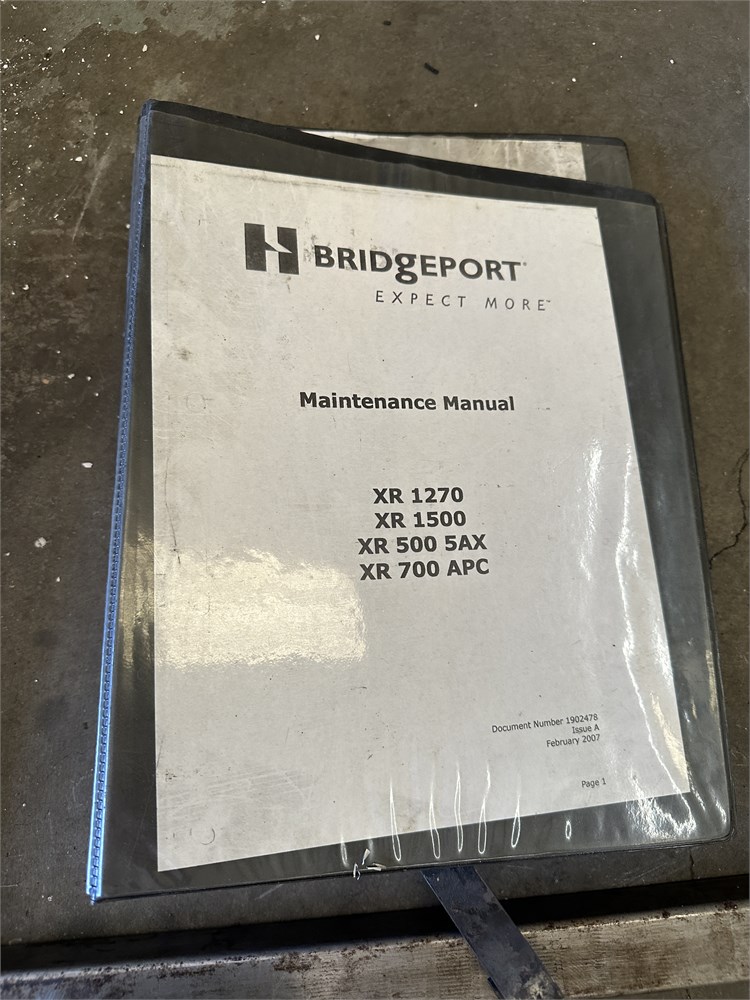 BRIDgEPORT®
EXPECT MORE™
Maintenance Manual
XR 1270
XR 1500
XR 500 5AX
XR 700 APC
Document Number 1902478
Issue A
February 2007
Page 1